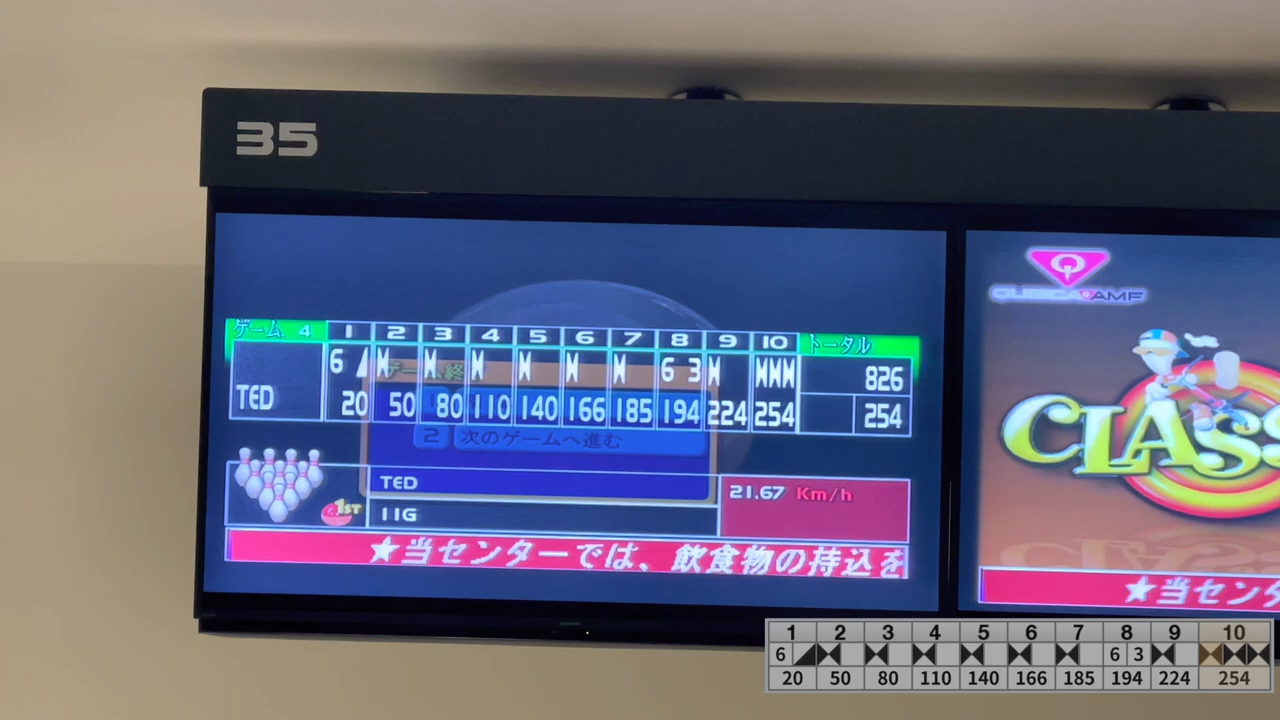 35
ゲーム 4 1 2 3 4 5 6 7 8 9 10 トータル
6 6 3 826
TED 20 50 80 110 140 166 185 194 224 254 254
2 次のゲームへ進む
TED
11G
21.67 Km/h
1ST
★当センターでは、飲食物の持込を
QUBICA AMF
CLASS
★当セン
1 2 3 4 5 6 7 8 9 10
6 6 3
20 50 80 110 140 166 185 194 224 254